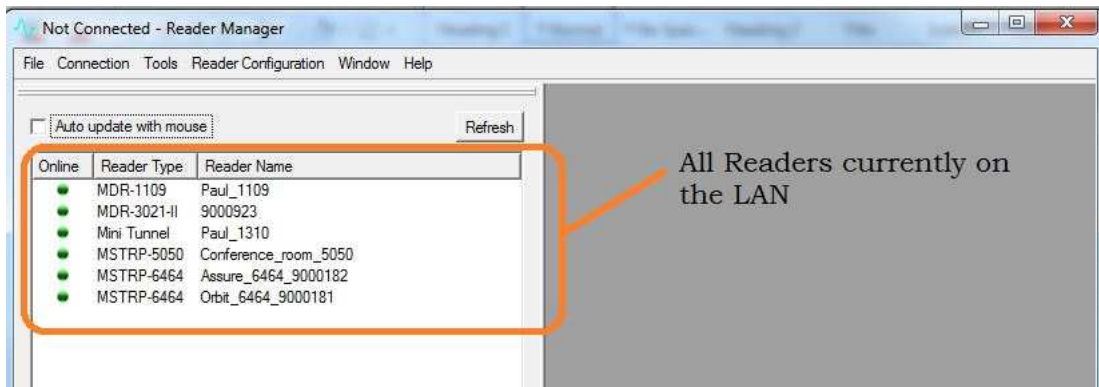 Not Connected - Reader Manager
File Connection Tools Reader Configuration Window Help
Auto update with mouse
Refresh
Online Reader Type Reader Name
MDR-1109 Paul_1109
MDR-3021-II 9000923
Mini Tunnel Paul_1310
MSTRP-5050 Conference_room_5050
MSTRP-6464 Assure_6464_9000182
MSTRP-6464 Orbit_6464_9000181
All Readers currently on
the LAN